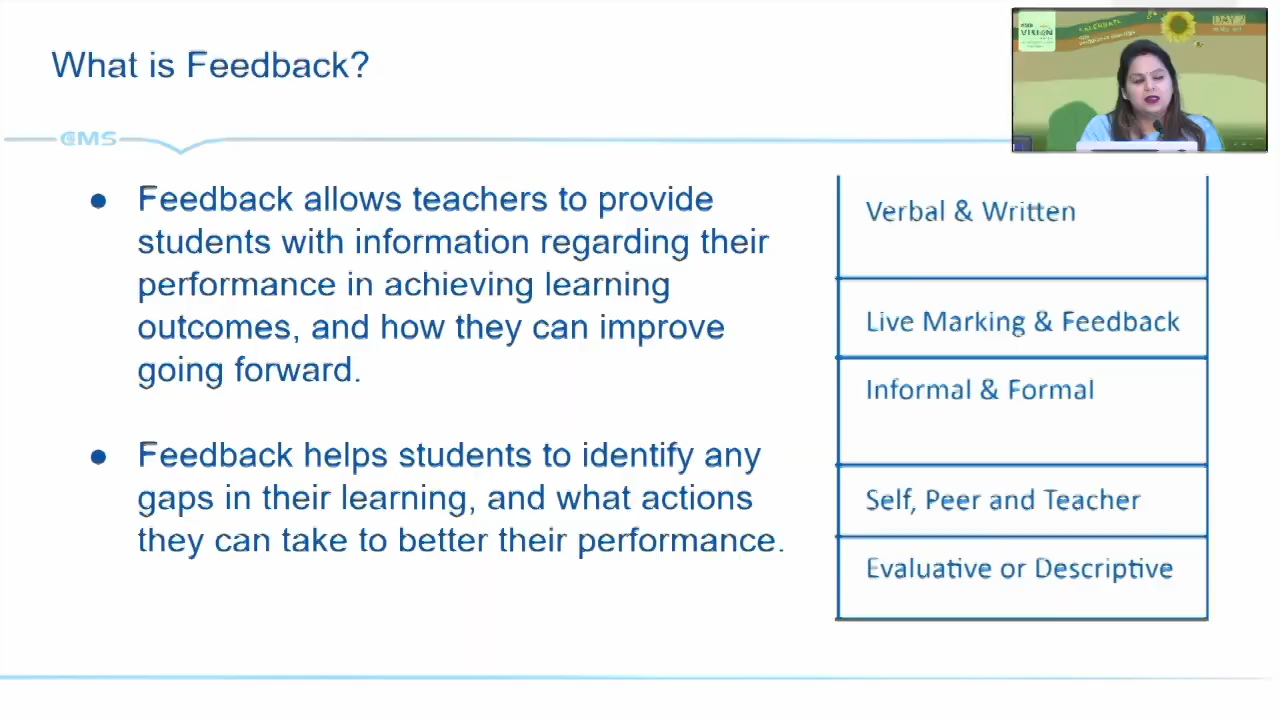 What is Feedback?
CMS
DAY 2
VISION
CELEBRATE
Feedback allows teachers to provide
students with information regarding their
performance in achieving learning
outcomes, and how they can improve
going forward.
Feedback helps students to identify any
gaps in their learning, and what actions
they can take to better their performance.
Verbal & Written
Live Marking & Feedback
Informal & Formal
Self, Peer and Teacher
Evaluative or Descriptive